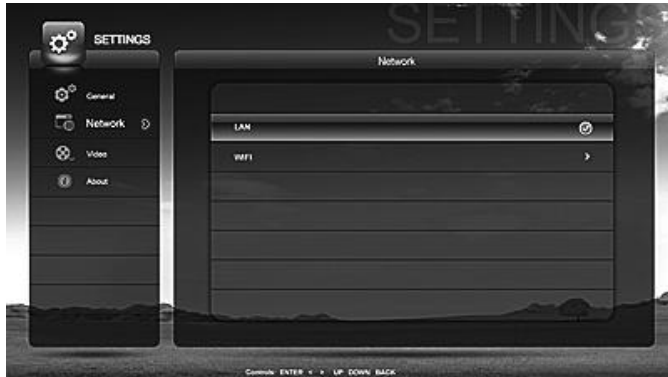 SETTINGS
SETTINGS
Network
General
Network
Video
About
LAN
WIFI
Controls: ENTER < > UP DOWN BACK